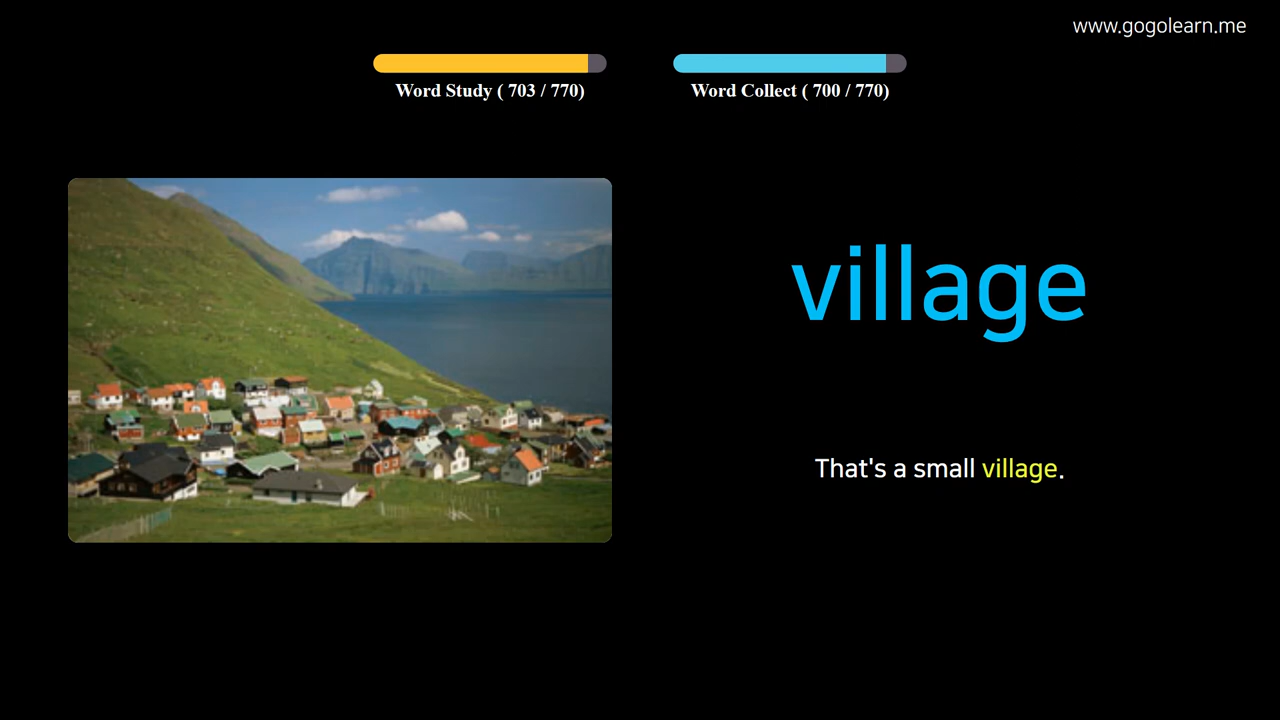 www.gogolearn.me
Word Study ( 703 / 770)
Word Collect ( 700 / 770)
village
That's a small village.